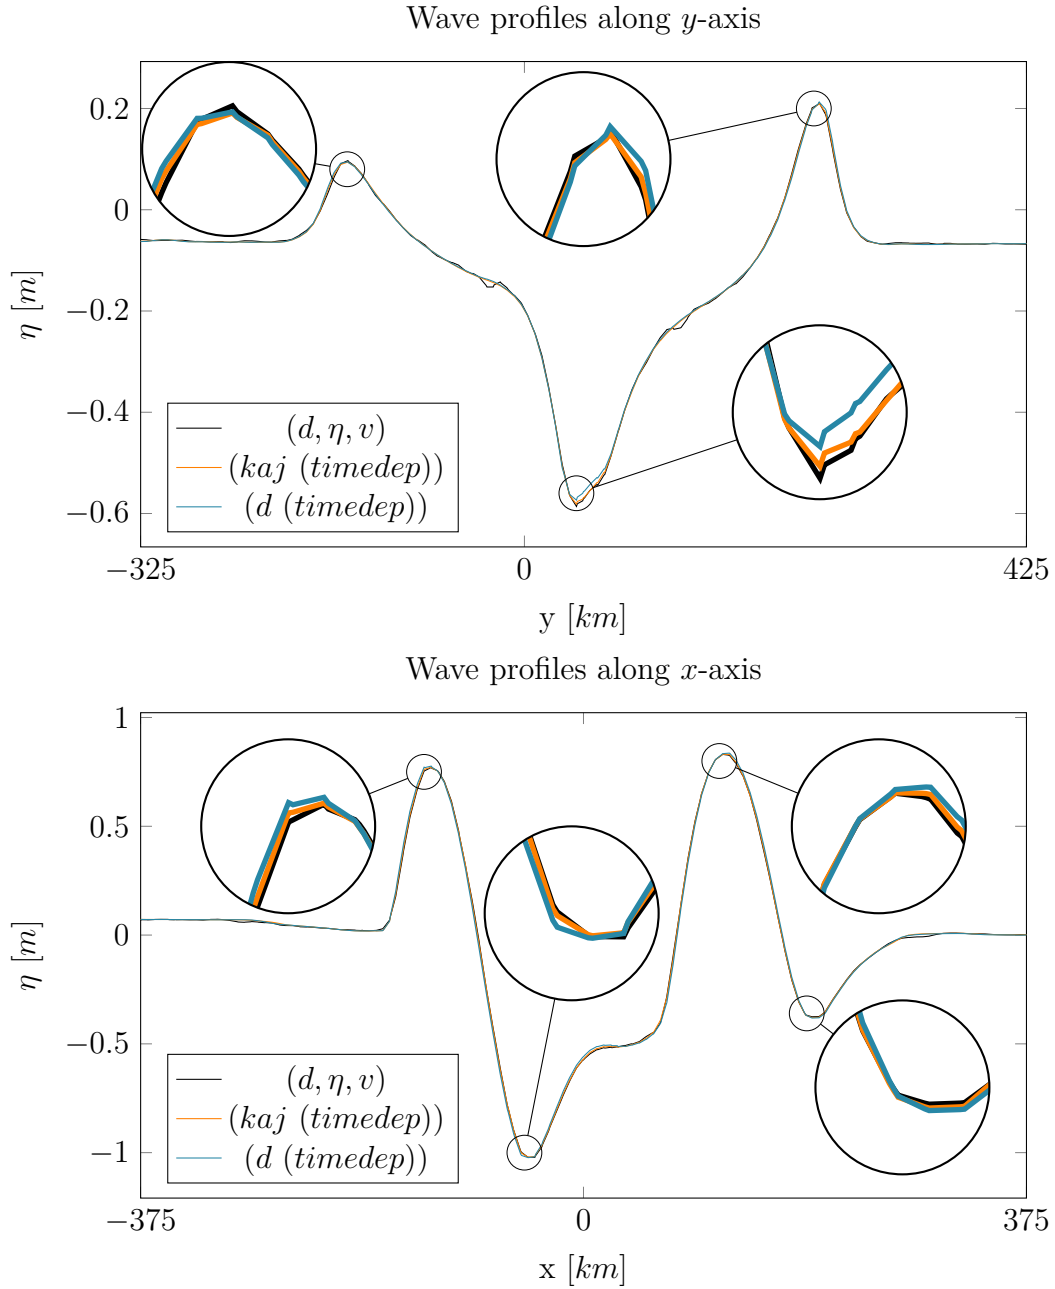 Wave profiles along y-axis
0.2
0
−0.2
−0.4
−0.6
η [m]
(d, η, v)
(kaj (timedep))
(d (timedep))
−325
0
425
y [km]
Wave profiles along x-axis
1
0.5
0
−0.5
−1
η [m]
(d, η, v)
(kaj (timedep))
(d (timedep))
−375
0
375
x [km]